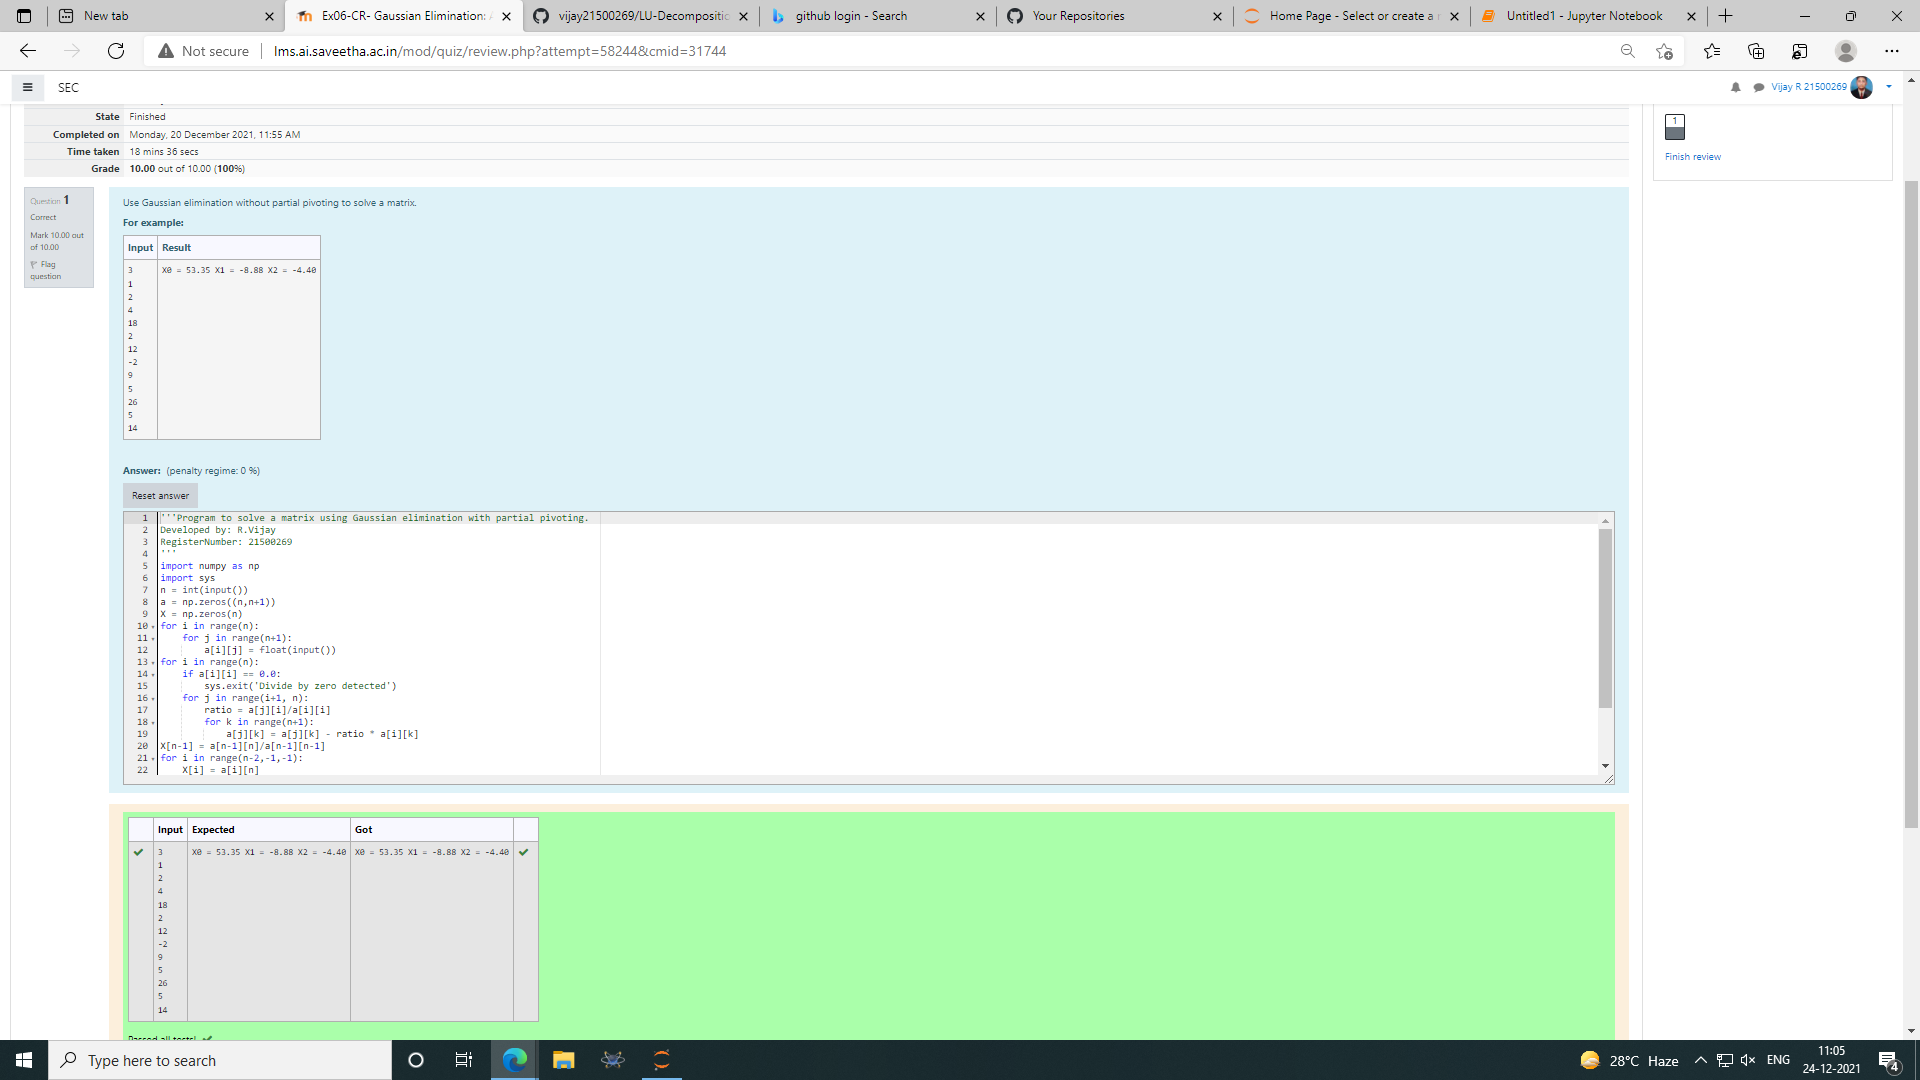 New tab
Ex06-CR- Gaussian Elimination:
vijay21500269/LU-Decompositio
github login - Search
Your Repositories
Home Page - Select or create a
Untitled1 - Jupyter Notebook
Not secure
lms.ai.saveetha.ac.in/mod/quiz/review.php?attempt=58244&cmid=31744
SEC
Vijay R 21500269
State Finished
Completed on Monday, 20 December 2021, 11:55 AM
Time taken 18 mins 36 secs
Grade 10.00 out of 10.00 (100%)
1
Finish review
Question 1
Correct
Mark 10.00 out
of 10.00
Flag
question
Use Gaussian elimination without partial pivoting to solve a matrix.
For example:
Input Result
3 X0 = 53.35 X1 = -8.88 X2 = -4.40
1
2
4
18
2
12
-2
9
5
26
5
14
Answer: (penalty regime: 0 %)
Reset answer
1 '''Program to solve a matrix using Gaussian elimination with partial pivoting.
2 Developed by: R.Vijay
3 RegisterNumber: 21500269
4 '''
5 import numpy as np
6 import sys
7 n = int(input())
8 a = np.zeros((n,n+1))
9 X = np.zeros(n)
10 for i in range(n):
11 for j in range(n+1):
12 a[i][j] = float(input())
13 for i in range(n):
14 if a[i][i] == 0.0:
15 sys.exit('Divide by zero detected')
16 for j in range(i+1, n):
17 ratio = a[j][i]/a[i][i]
18 for k in range(n+1):
19 a[j][k] = a[j][k] - ratio * a[i][k]
20 X[n-1] = a[n-1][n]/a[n-1][n-1]
21 for i in range(n-2,-1,-1):
22 X[i] = a[i][n]
Input Expected Got
3 X0 = 53.35 X1 = -8.88 X2 = -4.40 X0 = 53.35 X1 = -8.88 X2 = -4.40
1
2
4
18
2
12
-2
9
5
26
5
14
Passed all tests!
Type here to search
28°C Haze
ENG
11:05
24-12-2021
4